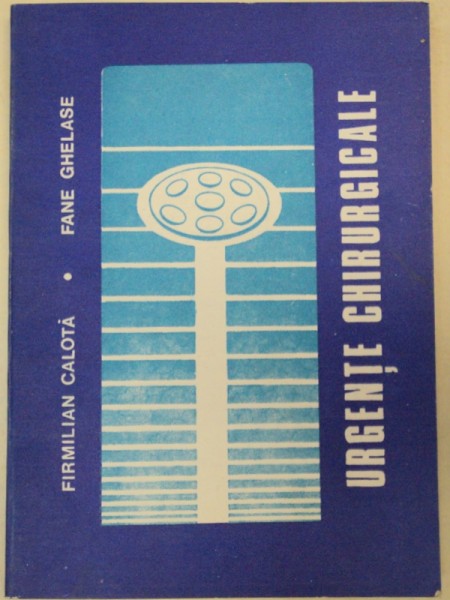 FIRMILIAN CALOTĂ • FANE GHELASE
URGENȚE CHIRURGICALE